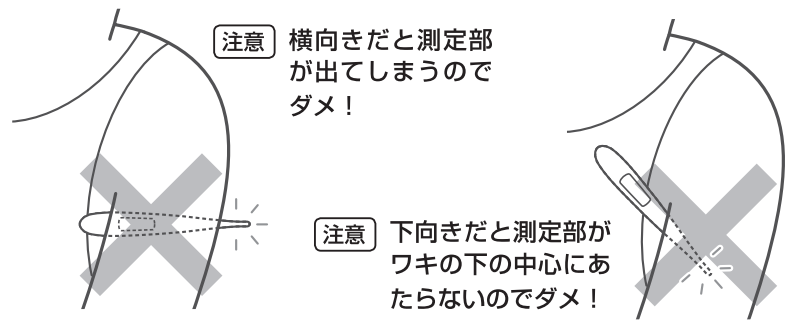 注意 横向きだと測定部
が出てしまうので
ダメ！
注意 下向きだと測定部が
ワキの下の中心にあ
たらないのでダメ！